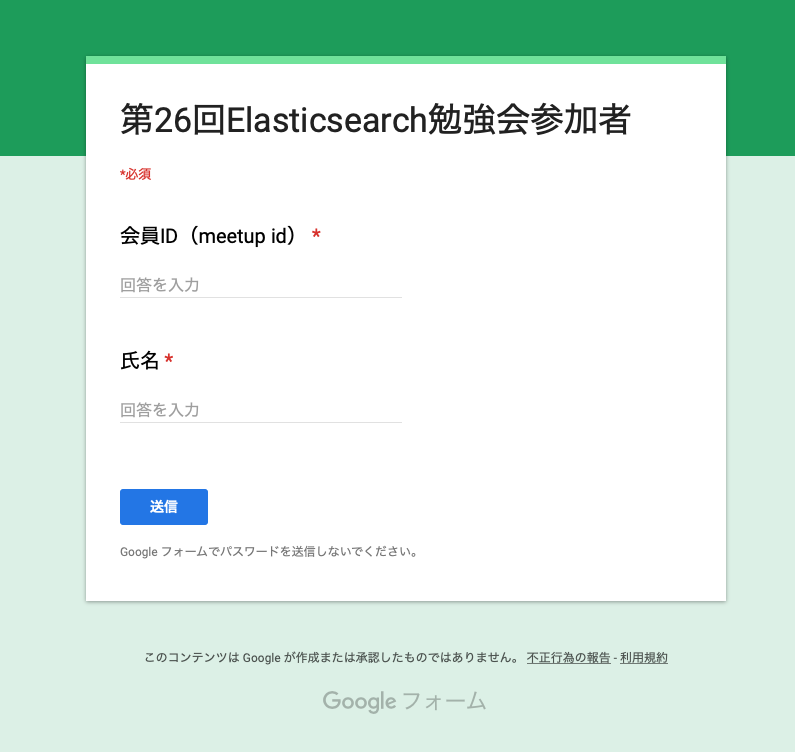 第26回Elasticsearch勉強会参加者
*必須
会員ID（meetup id） *
回答を入力
氏名 *
回答を入力
送信
Google フォームでパスワードを送信しないでください。
このコンテンツは Google が作成または承認したものではありません。 不正行為の報告 - 利用規約
Google フォーム